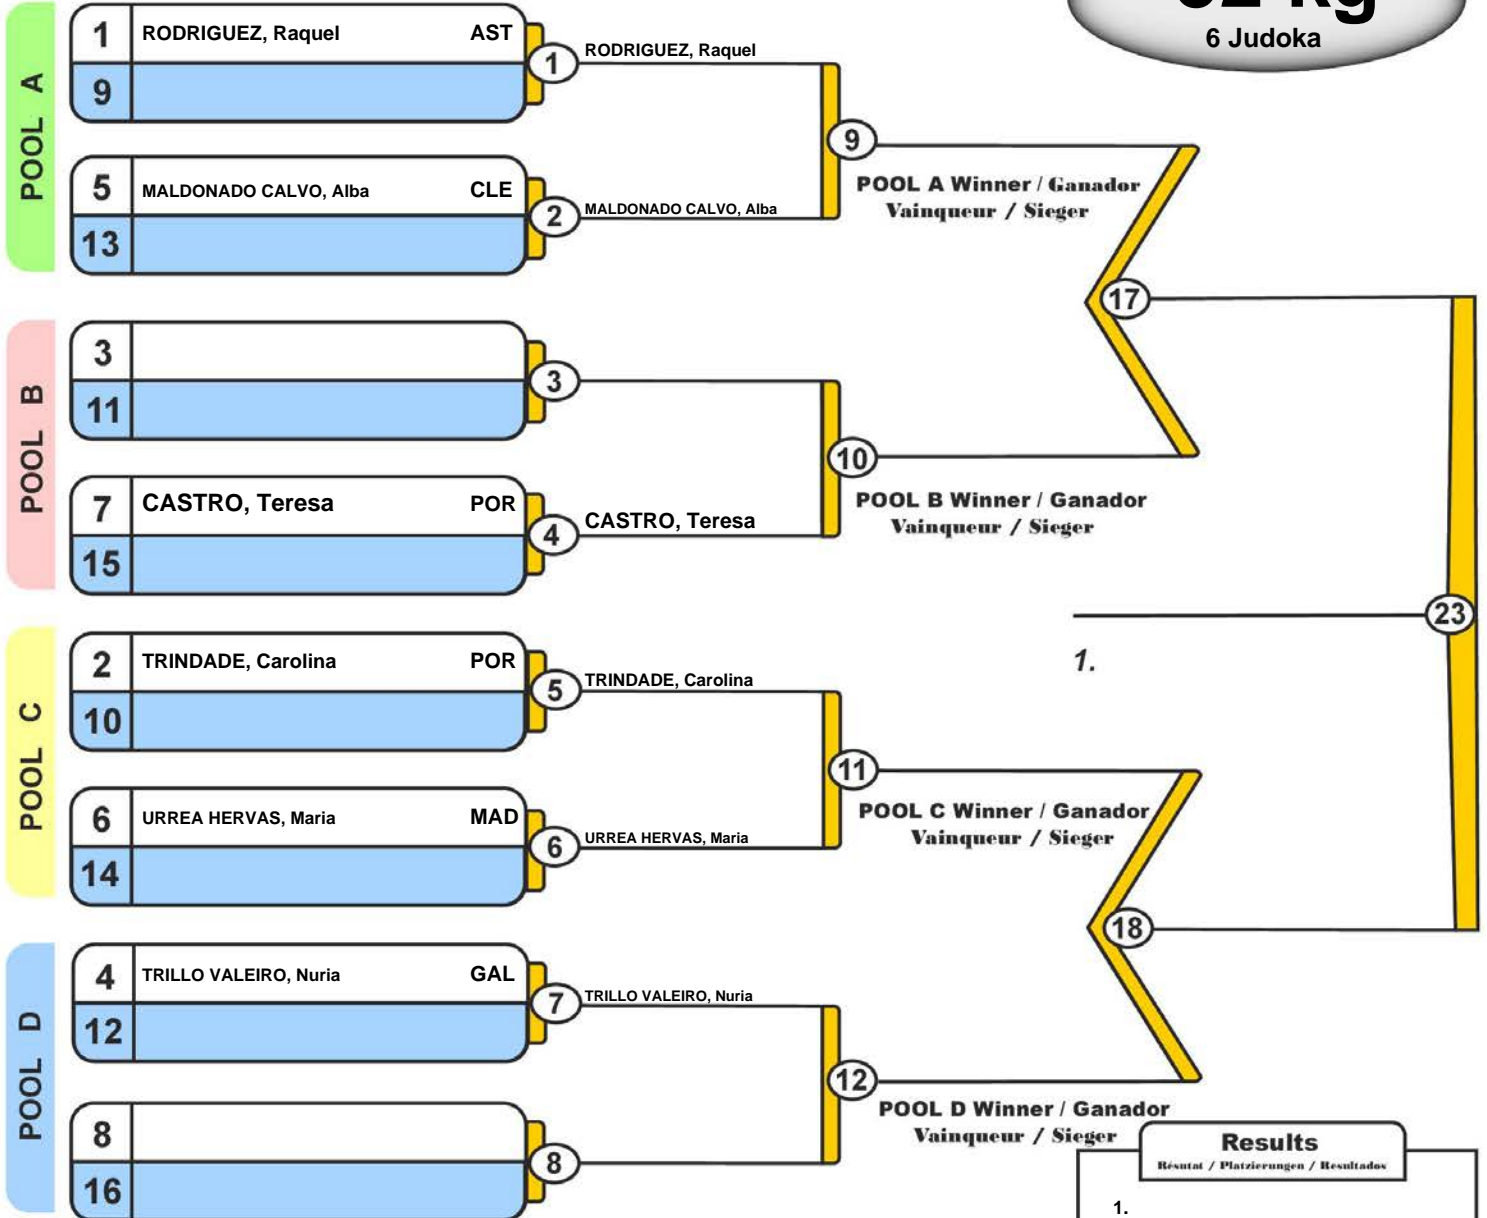 6 Judoka
POOL A
1 RODRIGUEZ, Raquel AST
9
1
RODRIGUEZ, Raquel
5 MALDONADO CALVO, Alba CLE
13
2
MALDONADO CALVO, Alba
9
POOL A Winner / Ganador
Vainqueur / Sieger
17
POOL B
3
11
3
7 CASTRO, Teresa POR
15
4
CASTRO, Teresa
10
POOL B Winner / Ganador
Vainqueur / Sieger
23
1.
POOL C
2 TRINDADE, Carolina POR
10
5
TRINDADE, Carolina
6 URREA HERVAS, Maria MAD
14
6
URREA HERVAS, Maria
11
POOL C Winner / Ganador
Vainqueur / Sieger
18
POOL D
4 TRILLO VALEIRO, Nuria GAL
12
7
TRILLO VALEIRO, Nuria
8
16
8
12
POOL D Winner / Ganador
Vainqueur / Sieger
Results
Résutat / Platzierungen / Resultados
1.